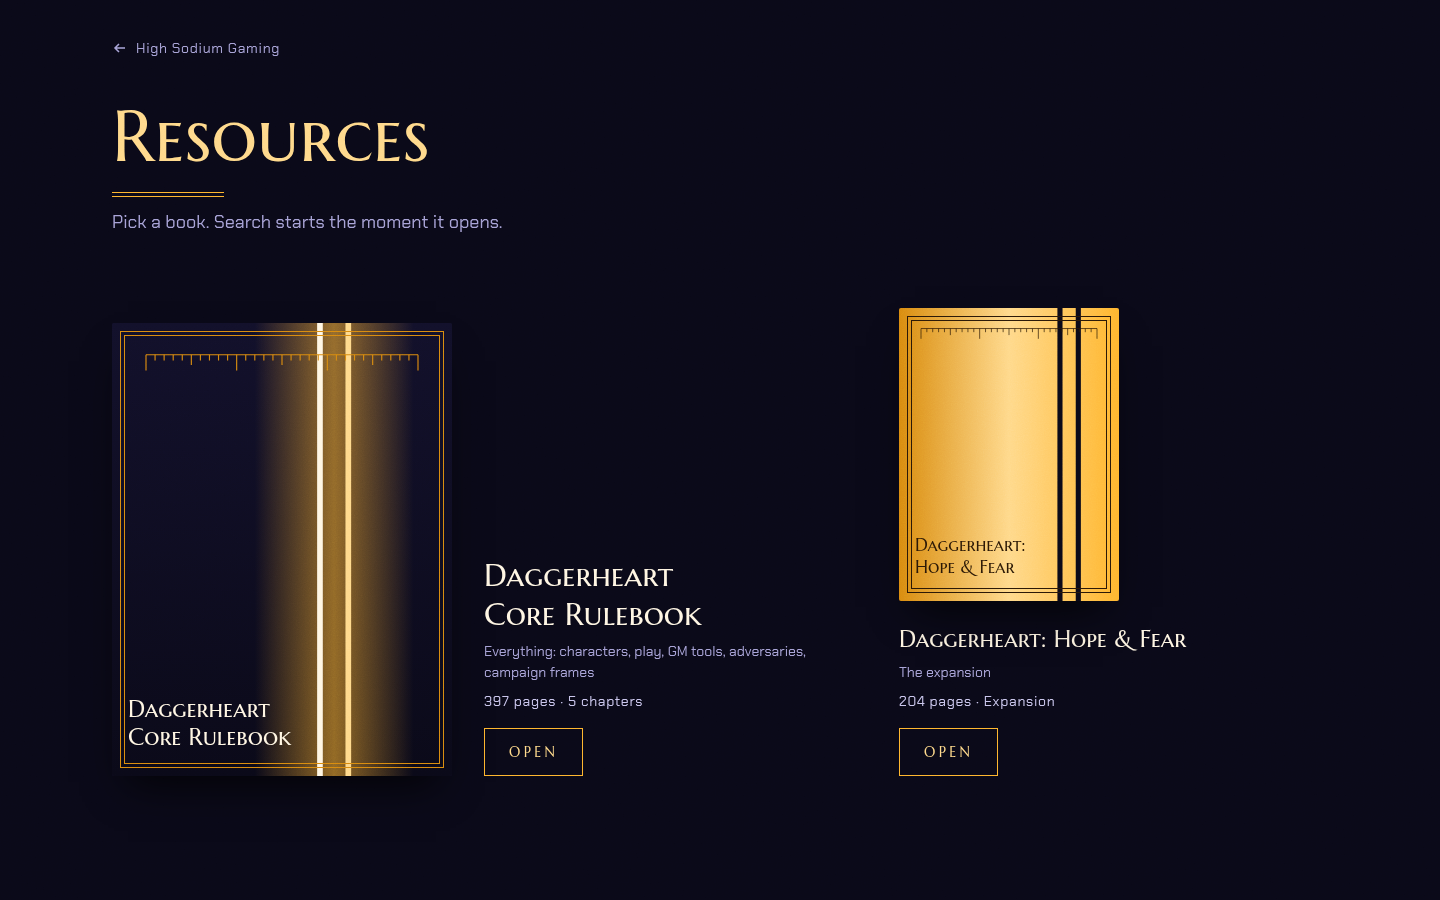 High Sodium Gaming
Resources
Pick a book. Search starts the moment it opens.
Daggerheart
Core Rulebook
Daggerheart
Core Rulebook
Everything: characters, play, GM tools, adversaries,
campaign frames
397 pages · 5 chapters
OPEN
Daggerheart:
Hope & Fear
Daggerheart: Hope & Fear
The expansion
204 pages · Expansion
OPEN